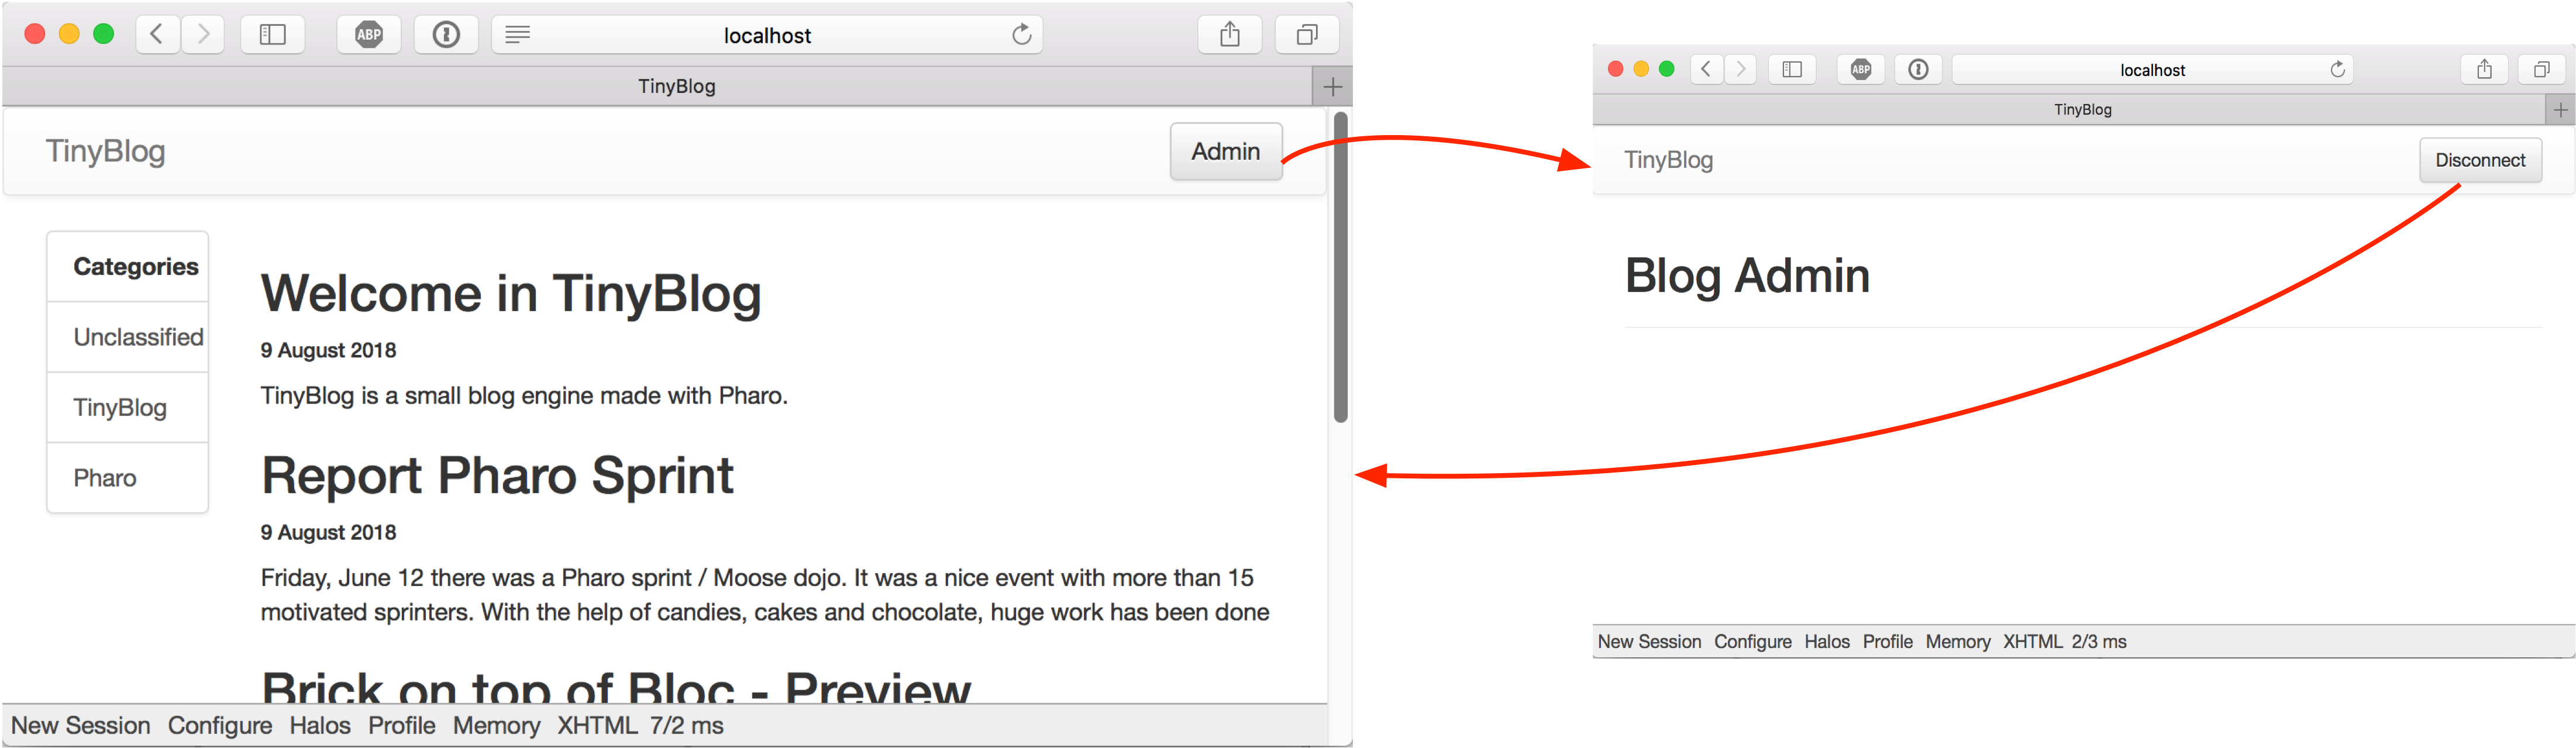 ABP
localhost
TinyBlog
TinyBlog
Admin
Categories
Unclassified
TinyBlog
Pharo
Welcome in TinyBlog
9 August 2018
TinyBlog is a small blog engine made with Pharo.
Report Pharo Sprint
9 August 2018
Friday, June 12 there was a Pharo sprint / Moose dojo. It was a nice event with more than 15
motivated sprinters. With the help of candies, cakes and chocolate, huge work has been done
Brick on top of Bloc - Preview
New Session Configure Halos Profile Memory XHTML 7/2 ms
ABP
localhost
TinyBlog
TinyBlog
Disconnect
Blog Admin
New Session Configure Halos Profile Memory XHTML 2/3 ms